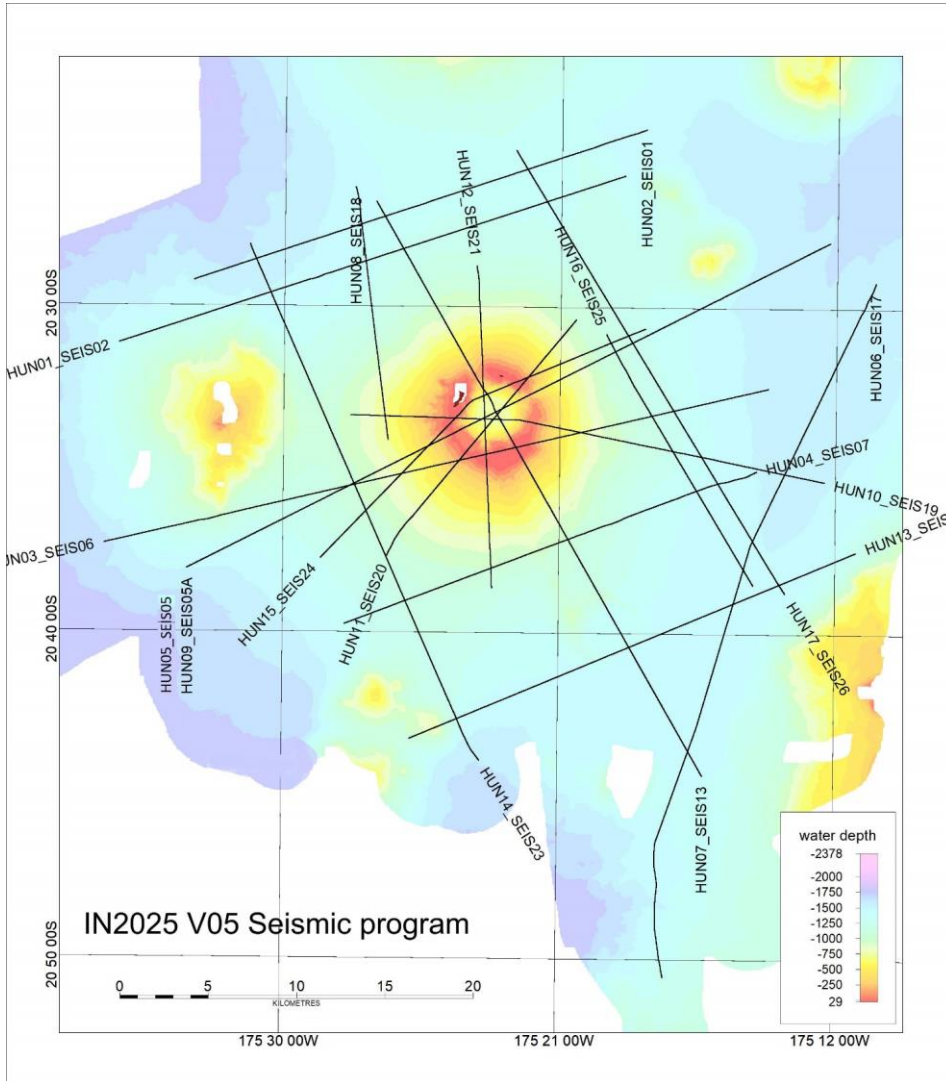 HUN02_SEIS01
HUN12_SEIS21
HUN08_SEIS18
HUN16_SEIS25
20 30 00S
HUN06_SEIS17
HUN01_SEIS02
HUN04_SEIS07
HUN10_SEIS19
HUN13_SEIS
UN03_SEIS06
HUN05_SEIS05
HUN09_SEIS05A
HUN15_SEIS24
HUN11_SEIS20
20 40 00S
HUN17_SEIS26
HUN14_SEIS23
HUN07_SEIS13
water depth
-2378
-2000
-1750
-1500
-1250
-1000
-750
-500
-250
29
IN2025 V05 Seismic program
20 50 00S
0 5 10 15 20
KILOMETRES
175 30 00W 175 21 00W 175 12 00W